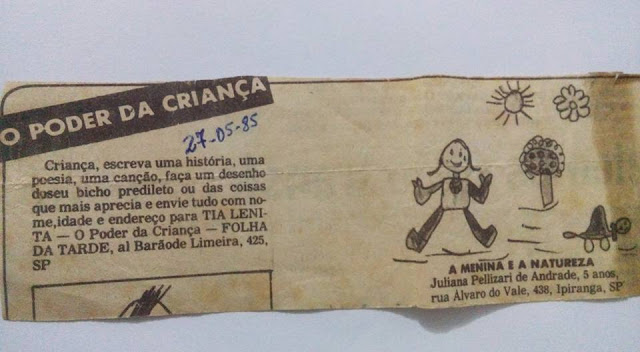 O PODER DA CRIANÇA
27-05-85
Criança, escreva uma história, uma
poesia, uma canção, faça um desenho
doseu bicho predileto ou das coisas
que mais aprecia e envie tudo com no-
me,idade e endereço para TIA LENI-
TA — O Poder da Criança — FOLHA
DA TARDE, al Barãode Limeira, 425,
SP
A MENINA E A NATUREZA
Juliana Pellizari de Andrade, 5 anos,
rua Alvaro do Vale, 438, Ipiranga, SP